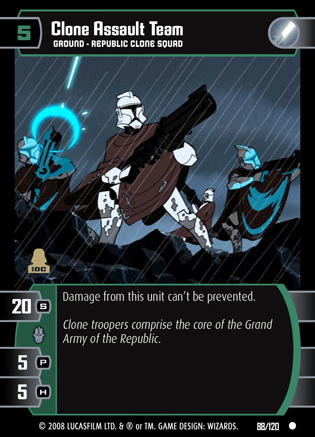 5
Clone Assault Team
GROUND - REPUBLIC CLONE SQUAD
IDC
20 S
Damage from this unit can't be prevented.
Clone troopers comprise the core of the Grand
Army of the Republic.
5 P
5 H
© 2008 LUCASFILM LTD. & ® or TM. GAME DESIGN: WIZARDS.
88/120